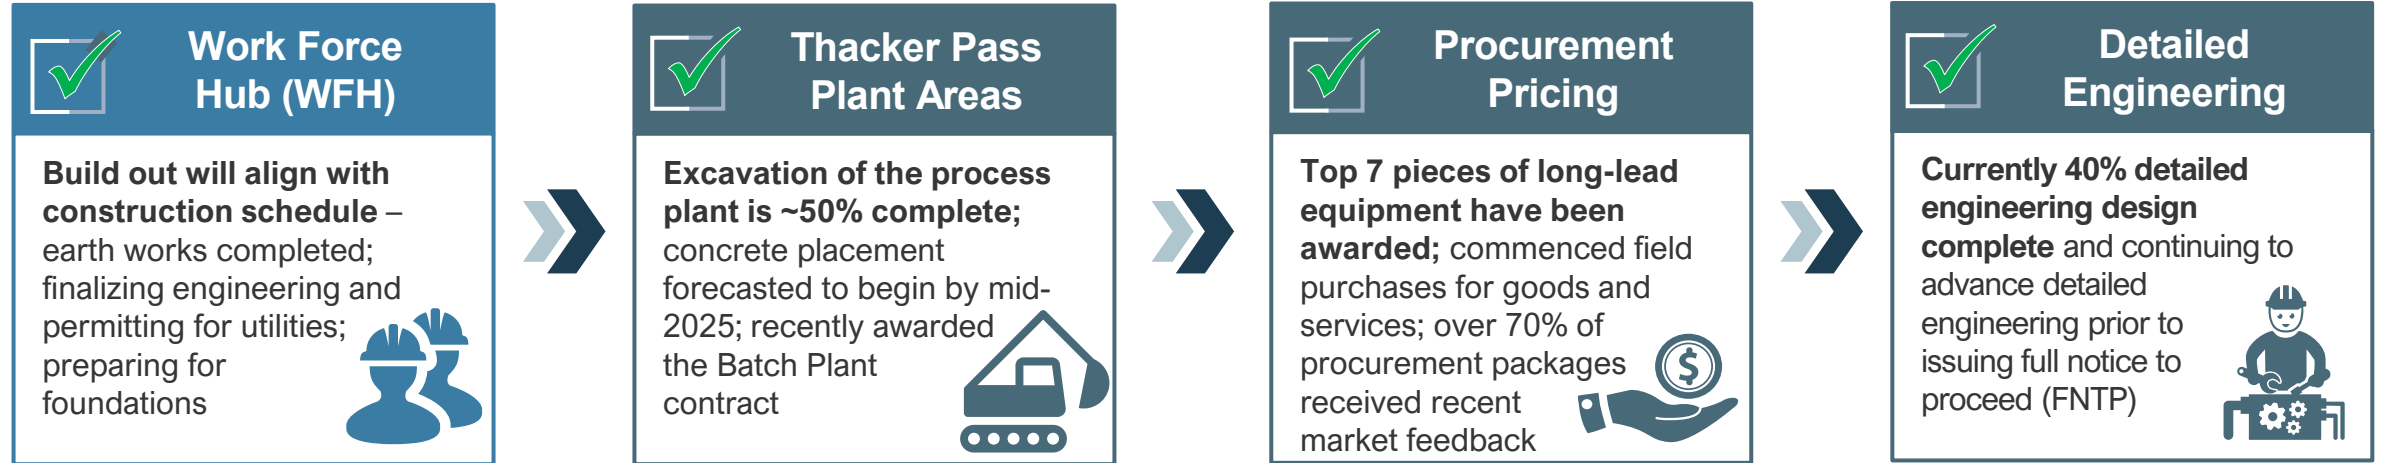 Work Force
Hub (WFH)
Build out will align with
construction schedule –
earth works completed;
finalizing engineering and
permitting for utilities;
preparing for
foundations
Thacker Pass
Plant Areas
Excavation of the process
plant is ~50% complete;
concrete placement
forecasted to begin by mid-
2025; recently awarded
the Batch Plant
contract
Procurement
Pricing
Top 7 pieces of long-lead
equipment have been
awarded; commenced field
purchases for goods and
services; over 70% of
procurement packages
received recent
market feedback
$
Detailed
Engineering
Currently 40% detailed
engineering design
complete and continuing to
advance detailed
engineering prior to
issuing full notice to
proceed (FNTP)